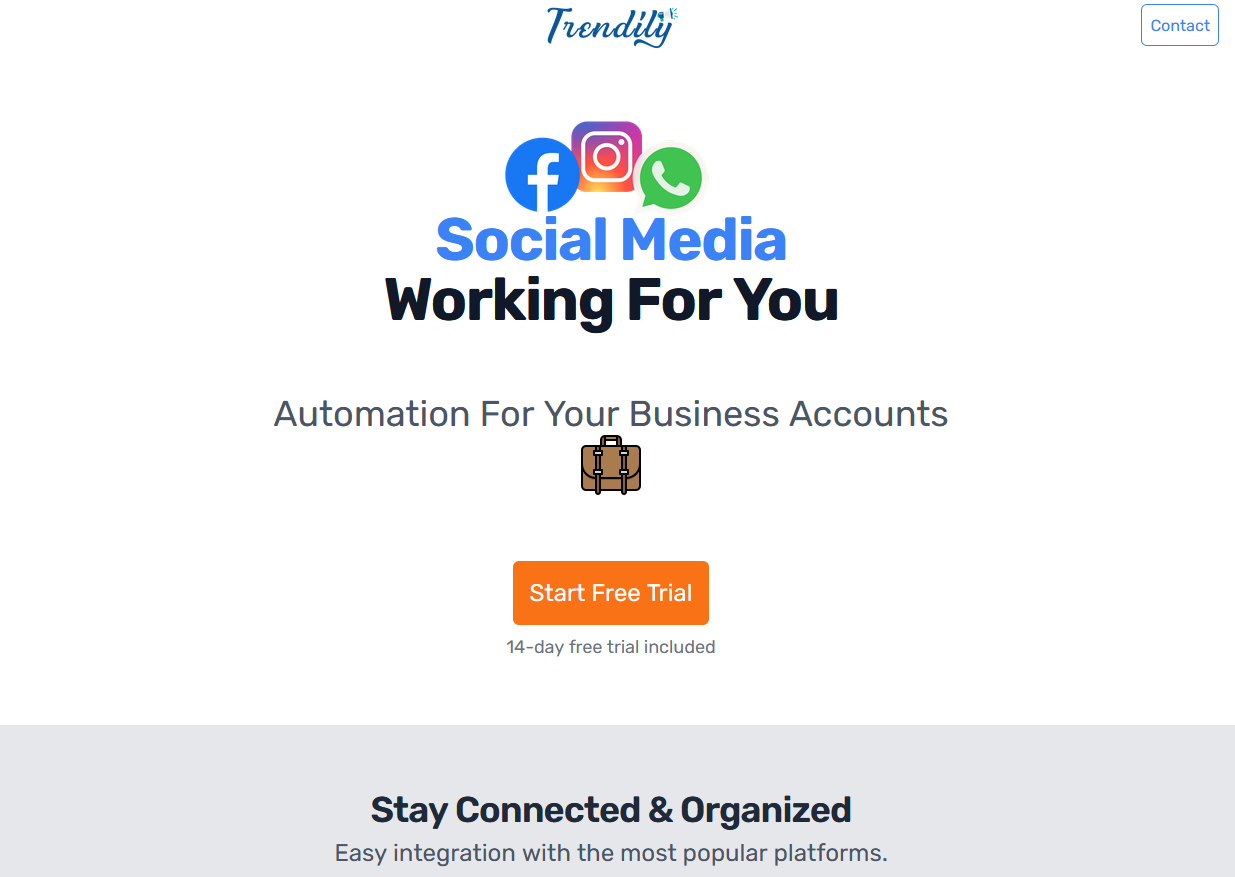 Trendily
Contact
Social Media
Working For You
Automation For Your Business Accounts
Start Free Trial
14-day free trial included
Stay Connected & Organized
Easy integration with the most popular platforms.